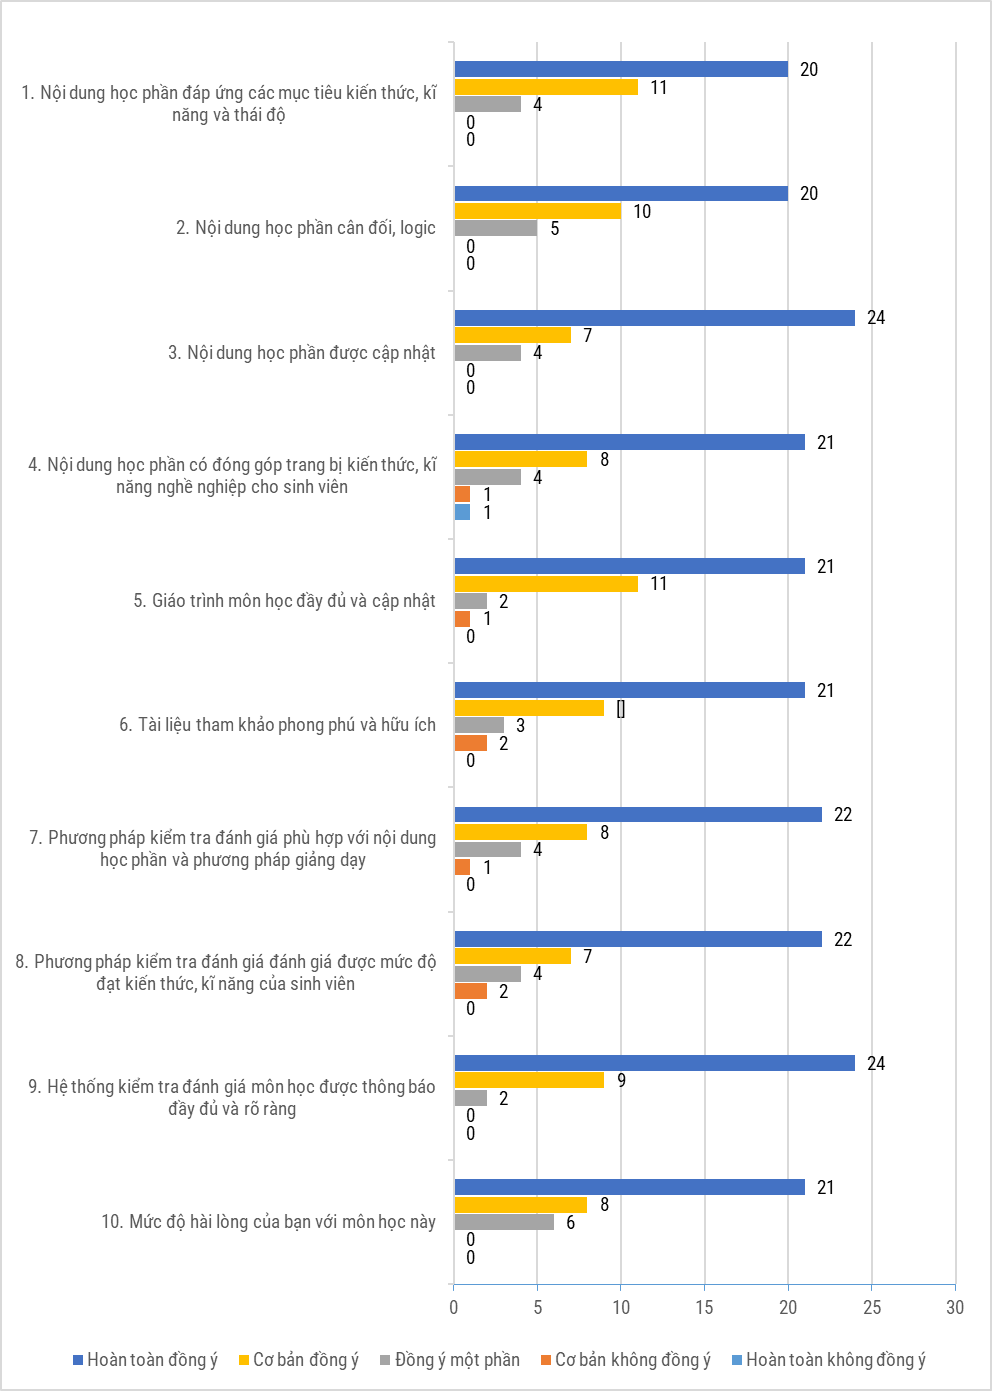 1. Nội dung học phần đáp ứng các mục tiêu kiến thức, kĩ
năng và thái độ
20
11
4
0
0
2. Nội dung học phần cân đối, logic
20
10
5
0
0
3. Nội dung học phần được cập nhật
24
7
4
0
0
4. Nội dung học phần có đóng góp trang bị kiến thức, kĩ
năng nghề nghiệp cho sinh viên
21
8
4
1
1
5. Giáo trình môn học đầy đủ và cập nhật
21
11
2
1
0
6. Tài liệu tham khảo phong phú và hữu ích
21
[]
3
2
0
7. Phương pháp kiểm tra đánh giá phù hợp với nội dung
học phần và phương pháp giảng dạy
22
8
4
1
0
8. Phương pháp kiểm tra đánh giá đánh giá được mức độ
đạt kiến thức, kĩ năng của sinh viên
22
7
4
2
0
9. Hệ thống kiểm tra đánh giá môn học được thông báo
đầy đủ và rõ ràng
24
9
2
0
0
10. Mức độ hài lòng của bạn với môn học này
21
8
6
0
0
0 5 10 15 20 25 30
Hoàn toàn đồng ý Cơ bản đồng ý Đồng ý một phần Cơ bản không đồng ý Hoàn toàn không đồng ý